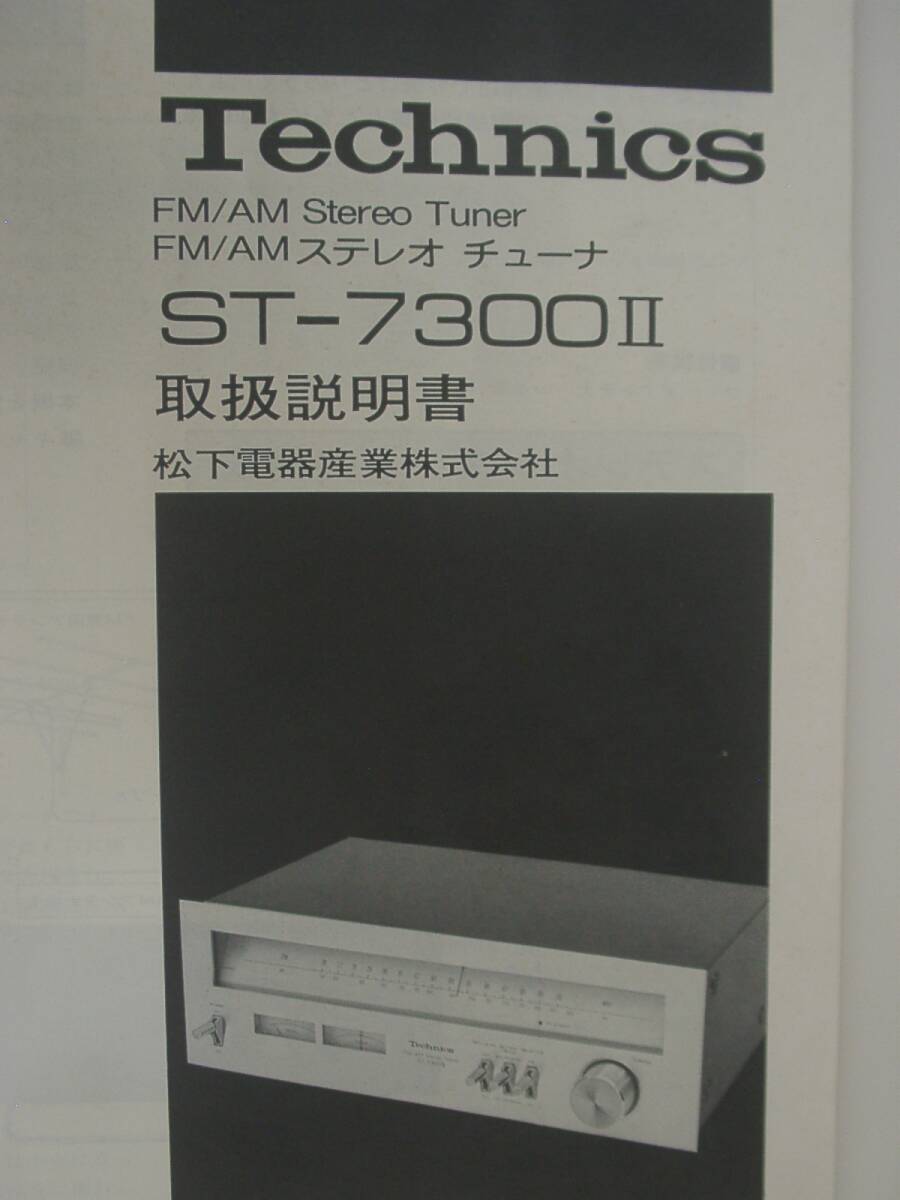 Technics
FM/AM Stereo Tuner
FM/AMステレオ チューナ
ST-7300II
取扱説明書
松下電器産業株式会社
Technics